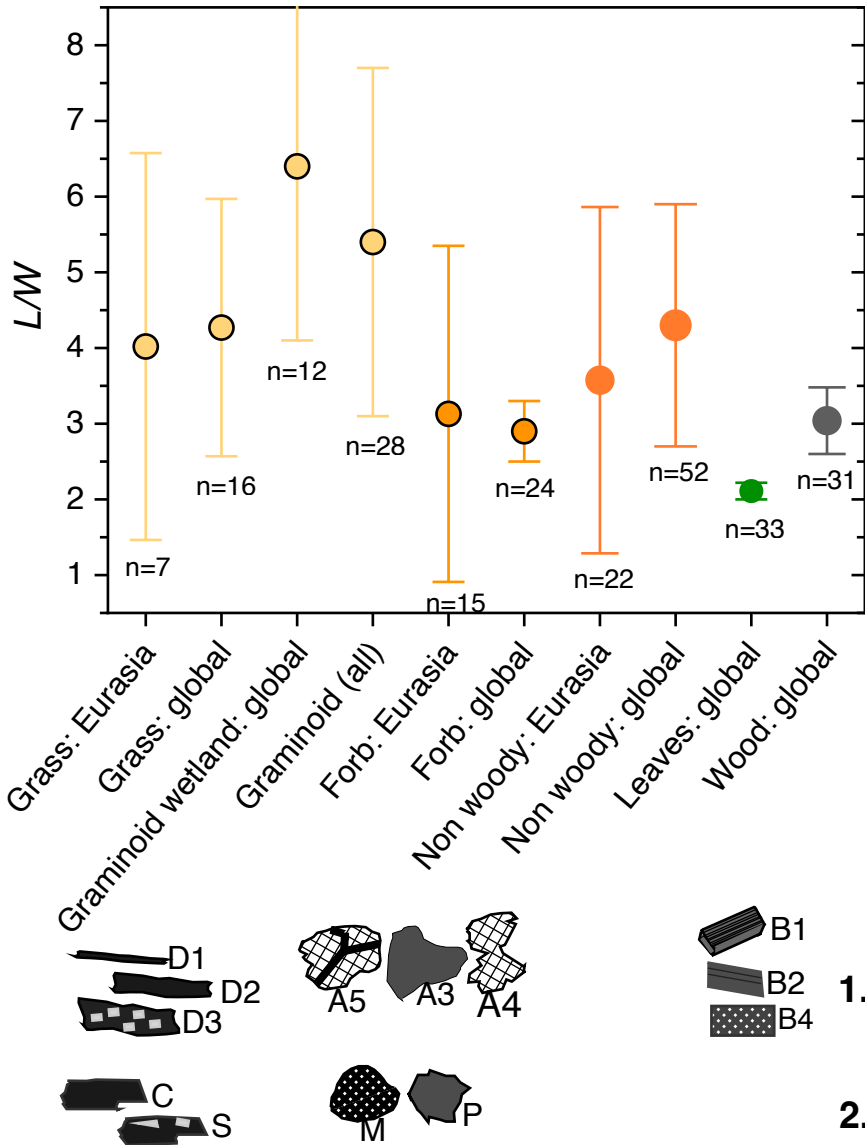 8
7
6
5
4
3
2
1
L/W
n=7
n=16
n=12
n=28
n=15
n=24
n=22
n=52
n=33
n=31
Grass: Eurasia
Grass: global
Graminoid wetland: global
Graminoid (all)
Forb: Eurasia
Forb: global
Non woody: Eurasia
Non woody: global
Leaves: global
Wood: global
D1
D2
D3
A5
A3
A4
B1
B2
B4
1.
C
S
M
P
2.